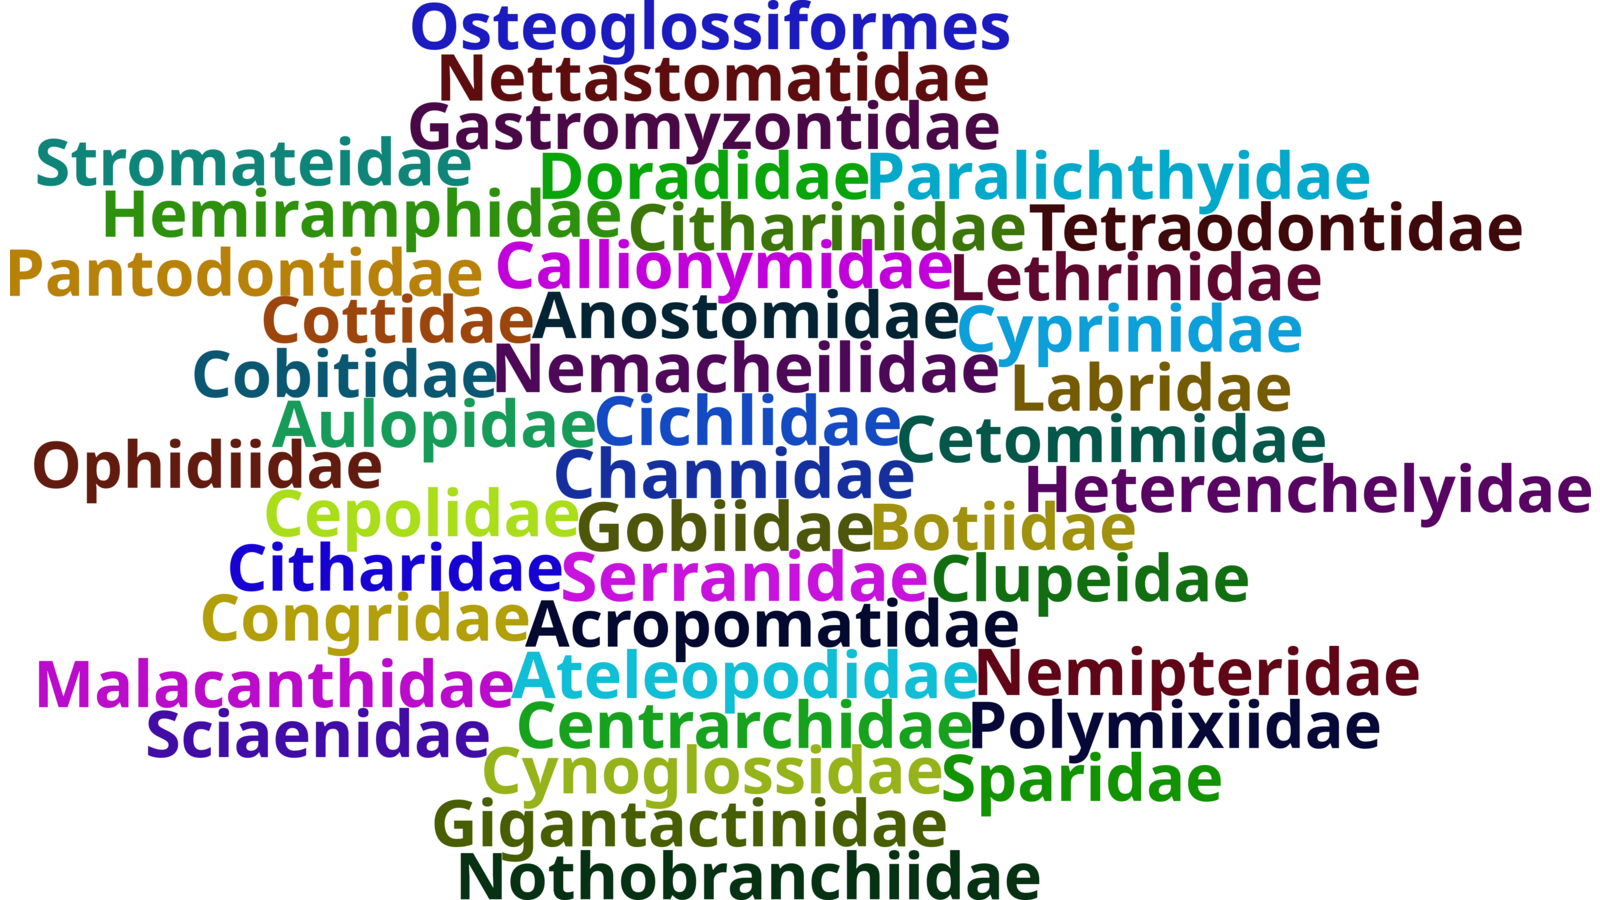 Osteoglossiformes
Nettastomatidae
Gastromyzontidae
Stromateidae
Doradidae Paralichthyidae
Hemiramphidae Citharinidae Tetraodontidae
Pantodontidae Callionymidae Lethrinidae
Cottidae Anostomidae Cyprinidae
Cobitidae Nemacheilidae Labridae
Aulopidae Cichlidae Cetomimidae
Ophidiidae Channidae Heterenchelyidae
Cepolidae Gobiidae Botiidae
Citharidae Serranidae Clupeidae
Congridae Acropomatidae
Malacanthidae Ateleopodidae Nemipteridae
Sciaenidae Centrarchidae Polymixiidae
Cynoglossidae Sparidae
Gigantactinidae
Nothobranchiidae